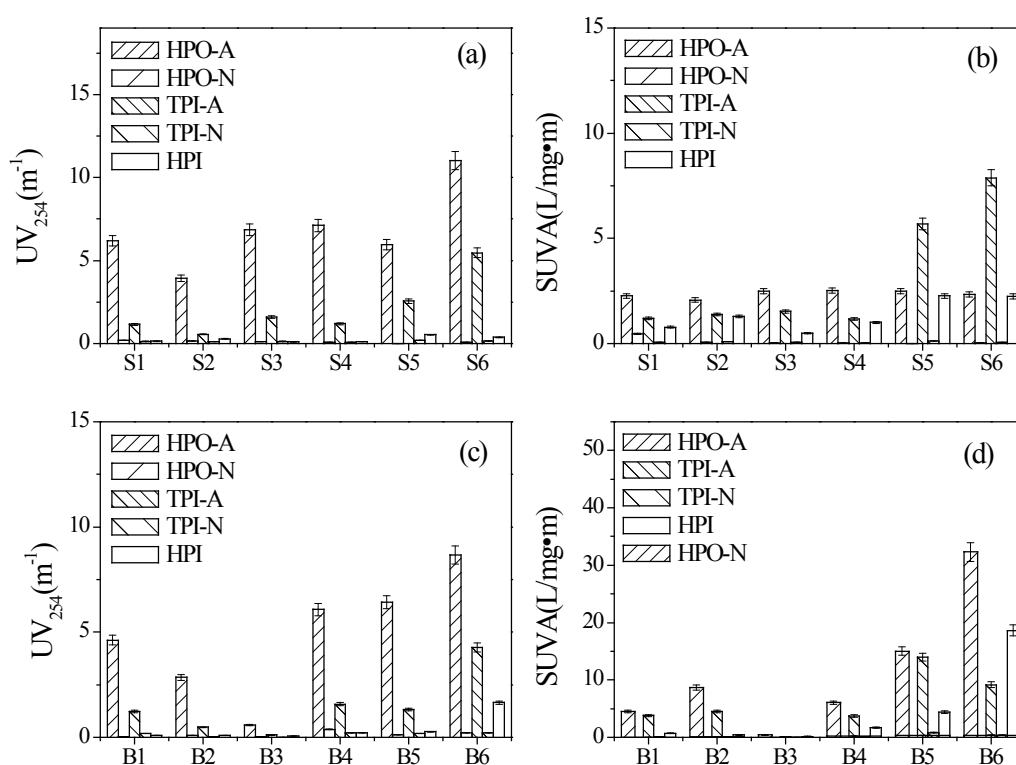 (a)
HPO-A
HPO-N
TPI-A
TPI-N
HPI
UV254(m-1)
15
10
5
0
S1 S2 S3 S4 S5 S6
(b)
HPO-A
HPO-N
TPI-A
TPI-N
HPI
SUVA(L/mg•m)
15
10
5
0
S1 S2 S3 S4 S5 S6
(c)
HPO-A
HPO-N
TPI-A
TPI-N
HPI
UV254(m-1)
15
10
5
0
B1 B2 B3 B4 B5 B6
(d)
HPO-A
TPI-A
TPI-N
HPI
HPO-N
SUVA(L/mg•m)
50
40
30
20
10
0
B1 B2 B3 B4 B5 B6